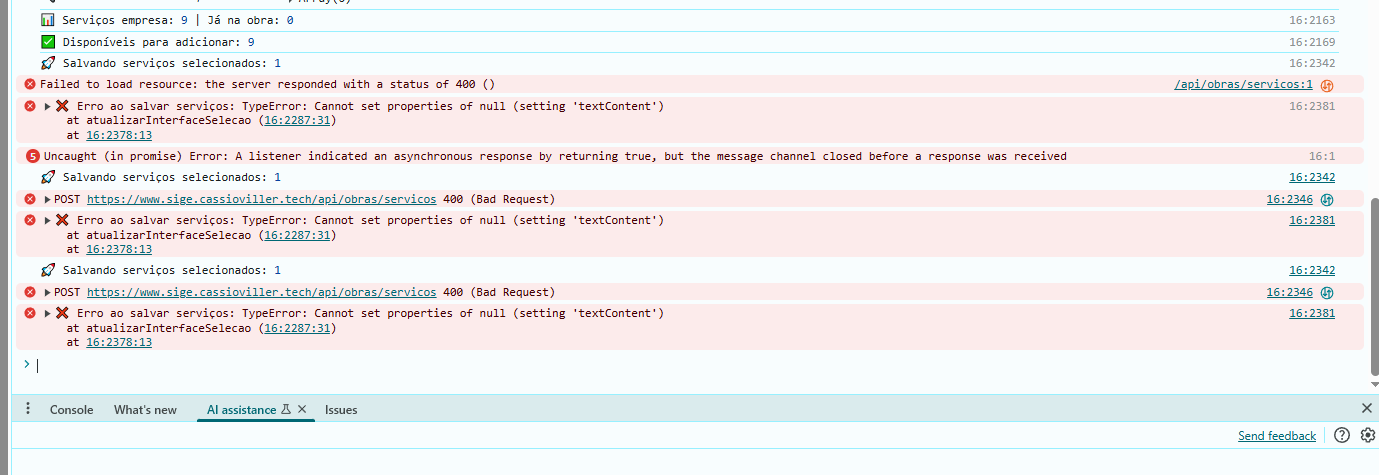 Serviços empresa: 9 | Já na obra: 0 16:2163
Disponíveis para adicionar: 9 16:2169
Salvando serviços selecionados: 1 16:2342
Failed to load resource: the server responded with a status of 400 () /api/obras/servicos:1
Erro ao salvar serviços: TypeError: Cannot set properties of null (setting 'textContent') 16:2381
at atualizarInterfaceSelecao (16:2287:31)
at 16:2378:13
5 Uncaught (in promise) Error: A listener indicated an asynchronous response by returning true, but the message channel closed before a response was received 16:1
Salvando serviços selecionados: 1 16:2342
POST https://www.sige.cassioviller.tech/api/obras/servicos 400 (Bad Request) 16:2346
Erro ao salvar serviços: TypeError: Cannot set properties of null (setting 'textContent') 16:2381
at atualizarInterfaceSelecao (16:2287:31)
at 16:2378:13
Salvando serviços selecionados: 1 16:2342
POST https://www.sige.cassioviller.tech/api/obras/servicos 400 (Bad Request) 16:2346
Erro ao salvar serviços: TypeError: Cannot set properties of null (setting 'textContent') 16:2381
at atualizarInterfaceSelecao (16:2287:31)
at 16:2378:13
Console What's new AI assistance Issues
Send feedback